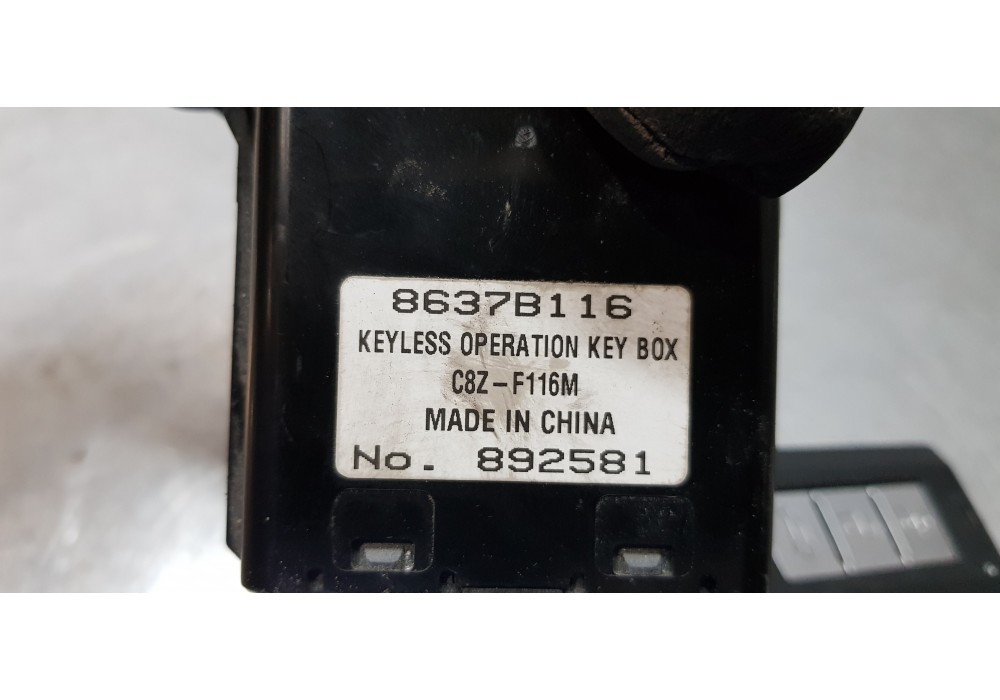 8637B116
KEYLESS OPERATION KEY BOX
C8Z-F116M
MADE IN CHINA
No. 892581